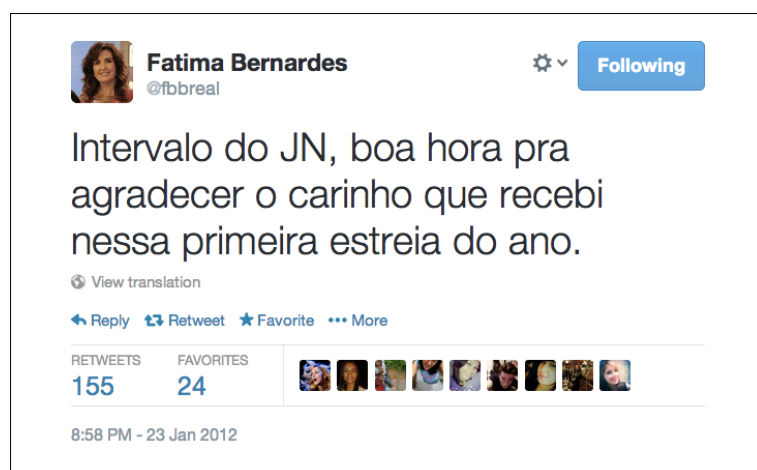 Fatima Bernardes
@fbbreal
Following
Intervalo do JN, boa hora pra
agradecer o carinho que recebi
nessa primeira estreia do ano.
View translation
Reply Retweet Favorite More
RETWEETS FAVORITES
155 24
8:58 PM - 23 Jan 2012